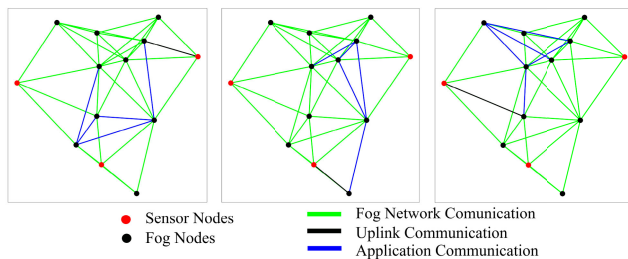 Sensor Nodes
Fog Nodes
Fog Network Comunication
Uplink Communication
Application Communication